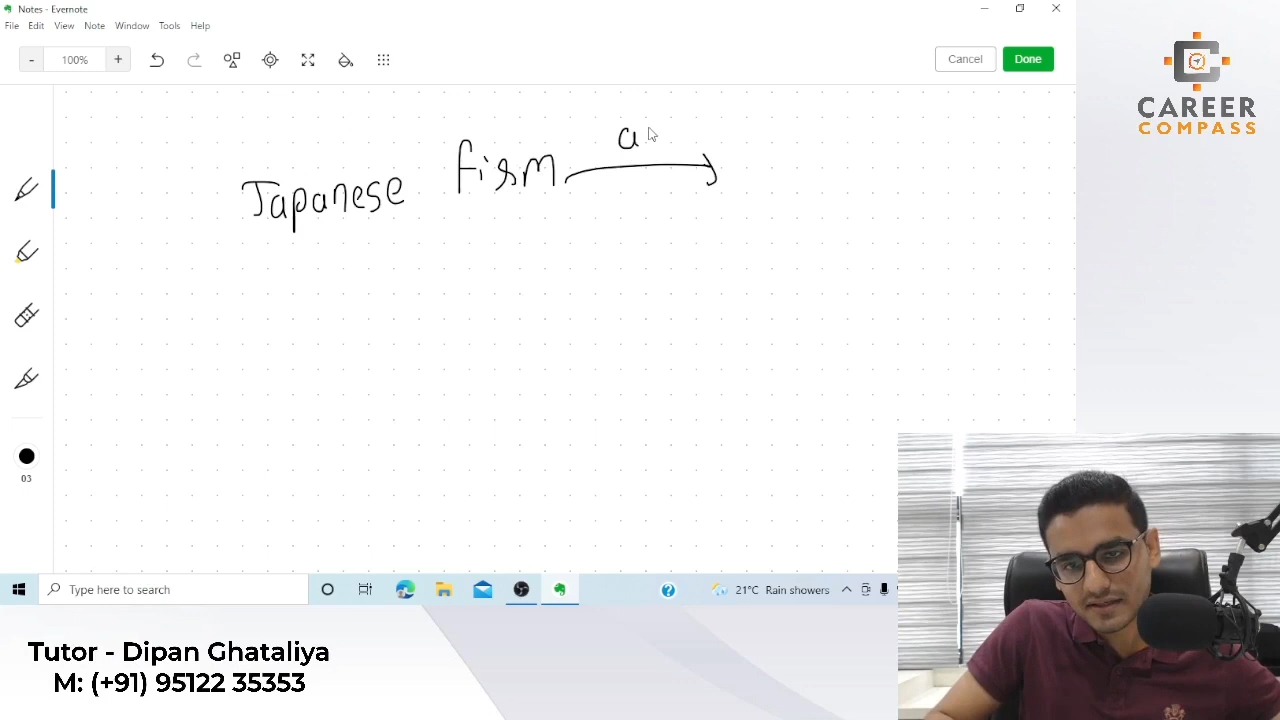 Notes - Evernote
File Edit View Note Window Tools Help
- 100% + Cancel Done
CAREER
COMPASS
a
Japanese firm
03
Type here to search
21°C Rain showers
Tutor - Dipan Ghataliya
M: (+91) 95122 35353